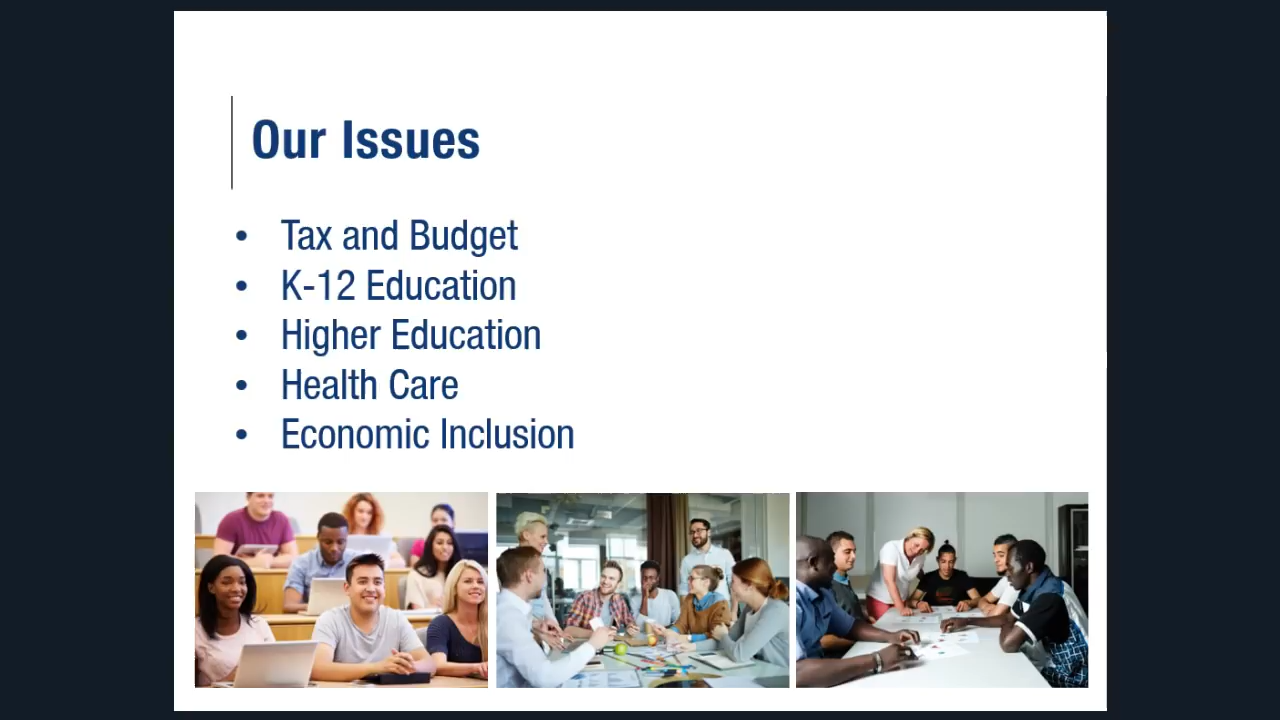 Our Issues
• Tax and Budget
• K-12 Education
• Higher Education
• Health Care
• Economic Inclusion